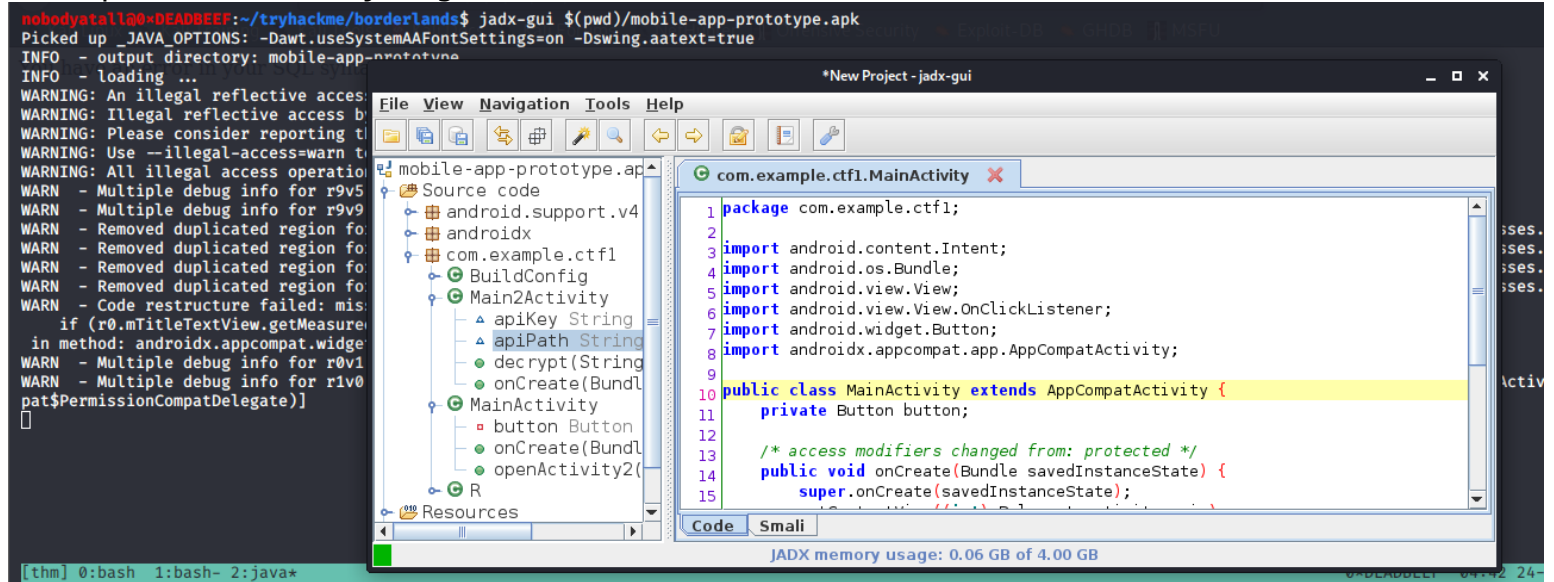 nobodyatall@0×DEADBEEF:~/tryhackme/borderlands$ jadx-gui $(pwd)/mobile-app-prototype.apk
Picked up _JAVA_OPTIONS: -Dawt.useSystemAAFontSettings=on -Dswing.aatext=true
INFO  - output directory: mobile-app-prototype
INFO  - loading ...
WARNING: An illegal reflective acces
WARNING: Illegal reflective access b
WARNING: Please consider reporting t
WARNING: Use --illegal-access=warn t
WARNING: All illegal access operatio
WARN  - Multiple debug info for r9v5
WARN  - Multiple debug info for r9v9
WARN  - Removed duplicated region fo
WARN  - Removed duplicated region fo
WARN  - Removed duplicated region fo
WARN  - Removed duplicated region fo
WARN  - Code restructure failed: mis
if (r0.mTitleTextView.getMeasure
in method: androidx.appcompat.widge
WARN  - Multiple debug info for r0v1
WARN  - Multiple debug info for r1v0
pat$PermissionCompatDelegate)]
sses.
sses.
sses.
sses.
Activ
*New Project - jadx-gui
File View Navigation Tools Help
mobile-app-prototype.ap
Source code
android.support.v4
androidx
com.example.ctf1
BuildConfig
Main2Activity
apiKey String
apiPath String
decrypt(String
onCreate(Bundl
MainActivity
button Button
onCreate(Bundl
openActivity2(
R
Resources
com.example.ctf1.MainActivity
1 package com.example.ctf1;
2
3 import android.content.Intent;
4 import android.os.Bundle;
5 import android.view.View;
6 import android.view.View.OnClickListener;
7 import android.widget.Button;
8 import androidx.appcompat.app.AppCompatActivity;
9
10 public class MainActivity extends AppCompatActivity {
11 private Button button;
12
13 /* access modifiers changed from: protected */
14 public void onCreate(Bundle savedInstanceState) {
15 super.onCreate(savedInstanceState);
Code Smali
JADX memory usage: 0.06 GB of 4.00 GB
[thm] 0:bash 1:bash- 2:java*